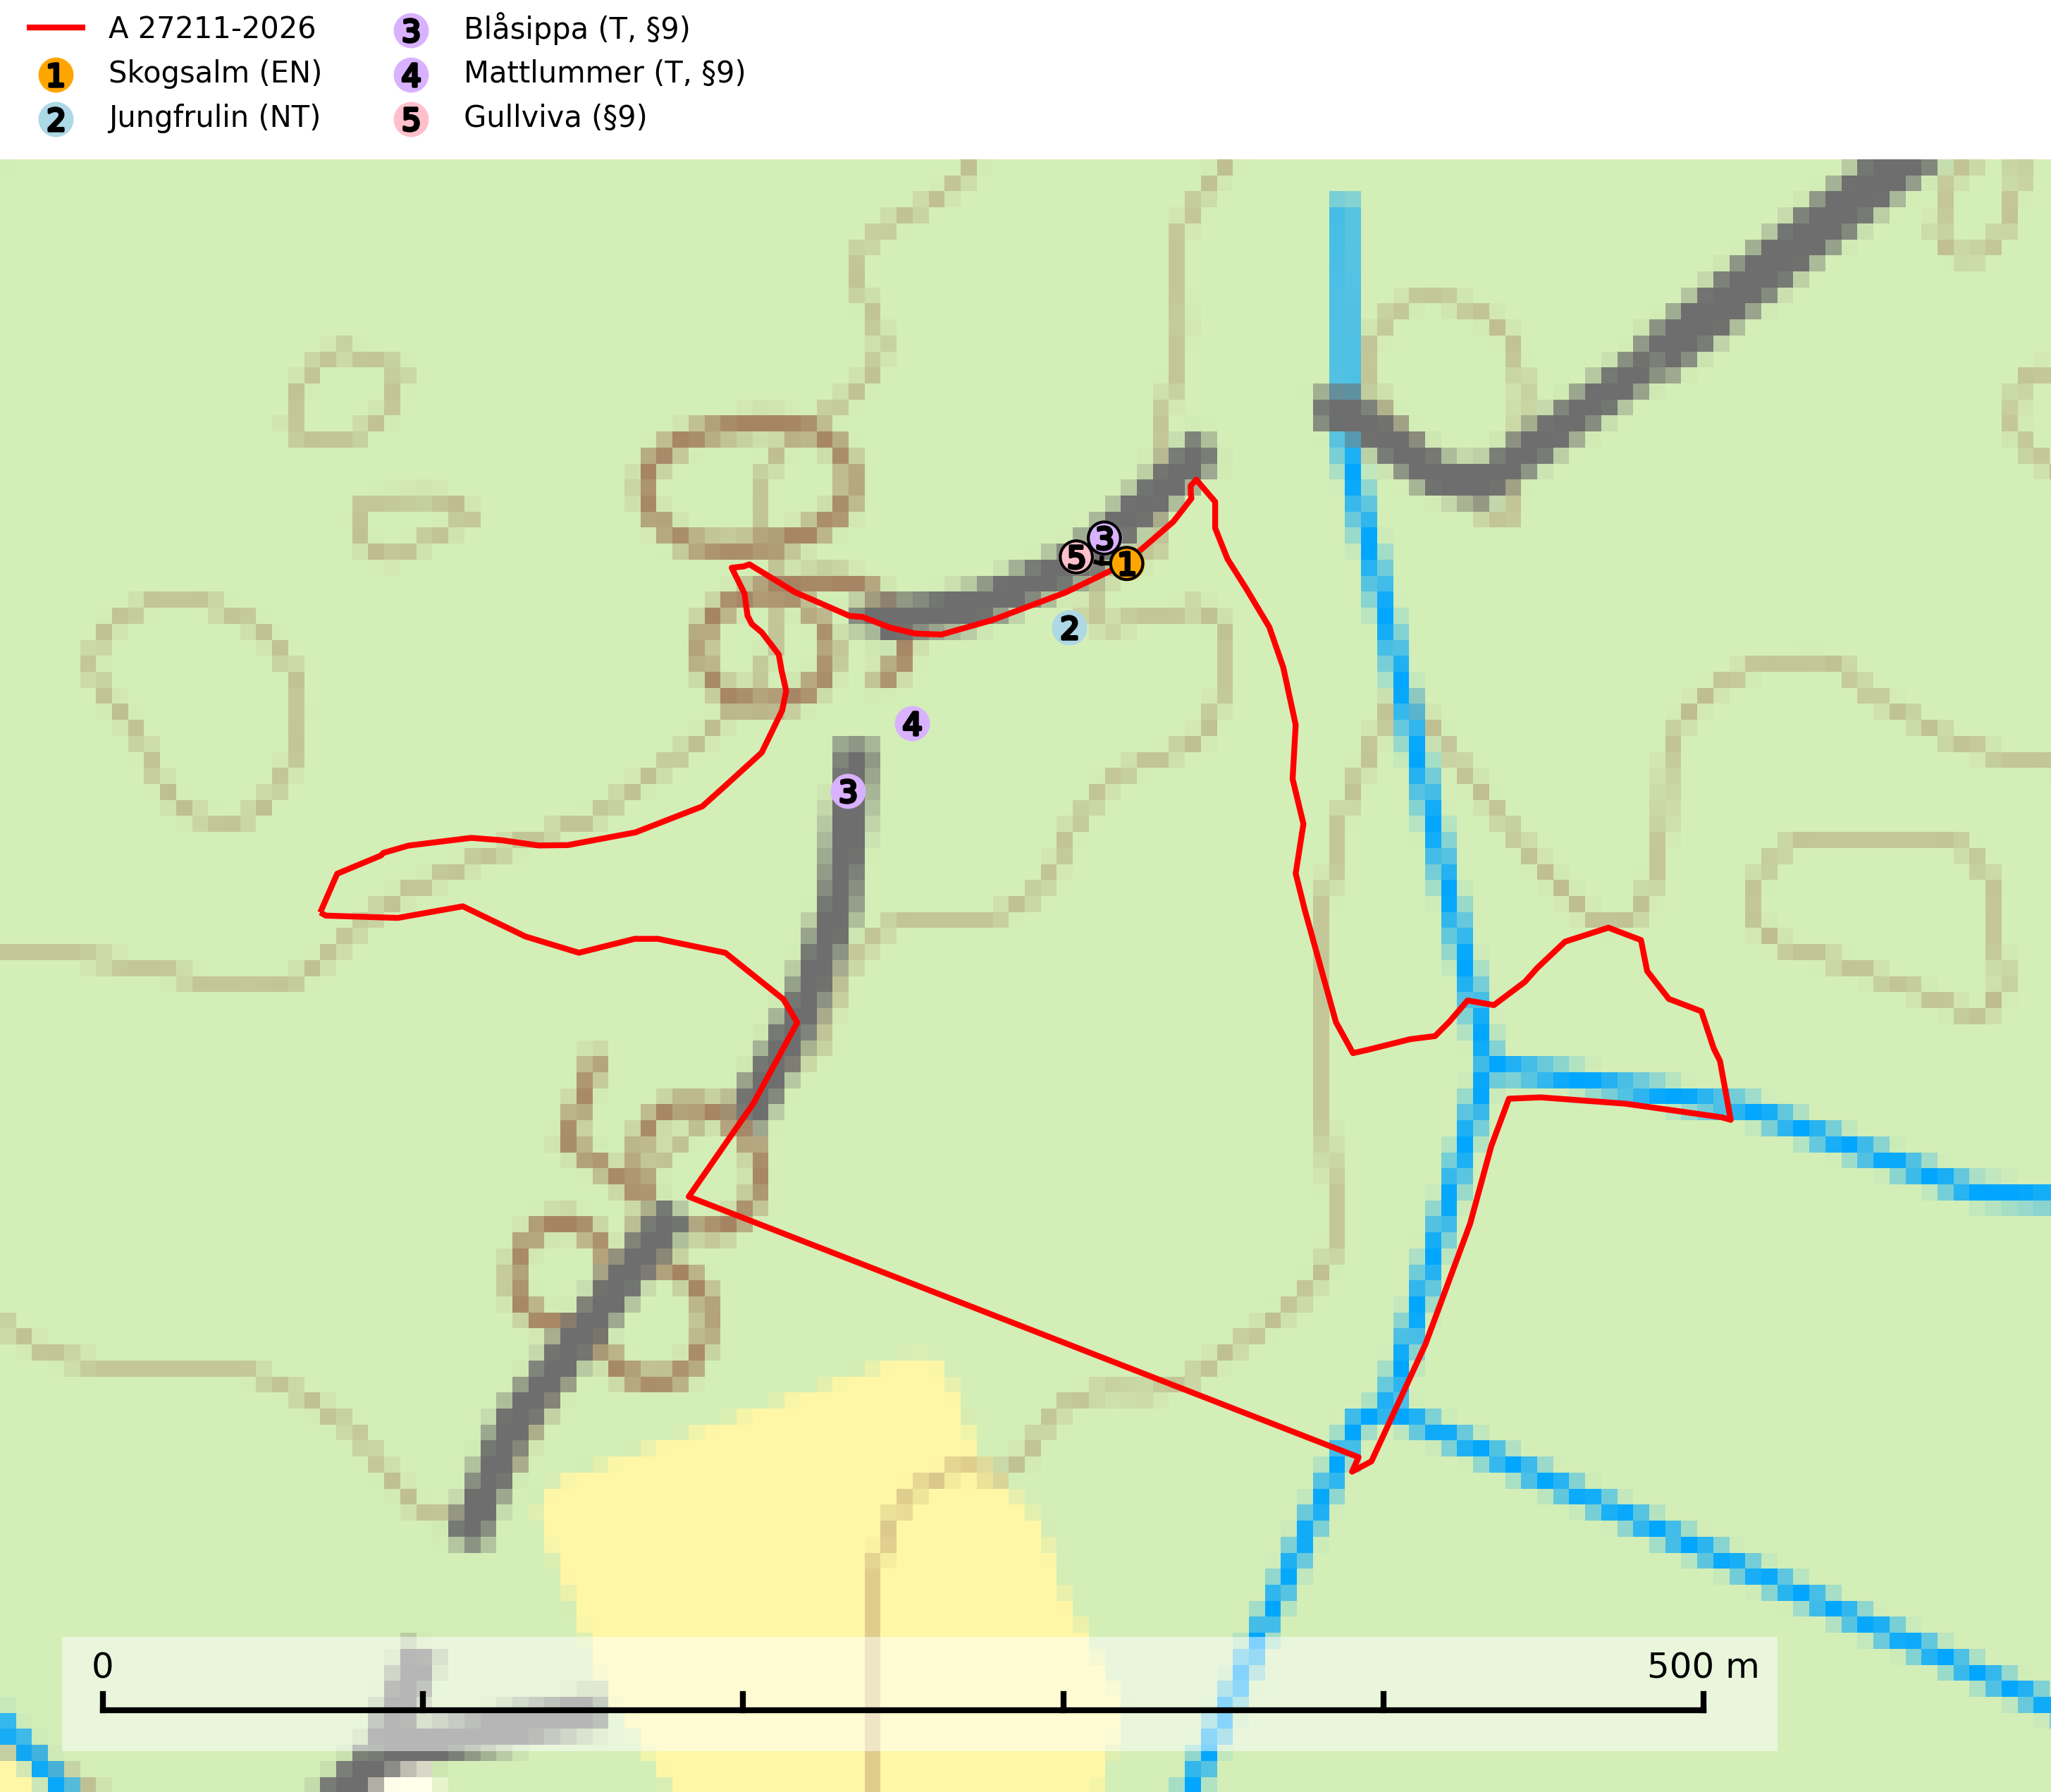 A 27211-2026
1 Skogsalm (EN)
2 Jungfrulin (NT)
3 Blåsippa (T, §9)
4 Mattlummer (T, §9)
5 Gullviva (§9)
3
5 1
2
4
3
0 500 m